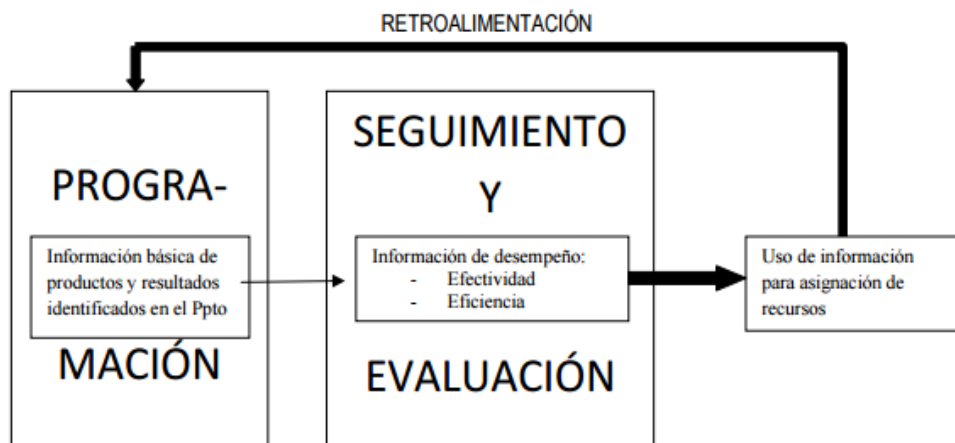 RETROALIMENTACIÓN
PROGRA-
Información básica de
productos y resultados
identificados en el Ppto
MACIÓN
SEGUIMIENTO
Y
Información de desempeño:
- Efectividad
- Eficiencia
EVALUACIÓN
Uso de información
para asignación de
recursos